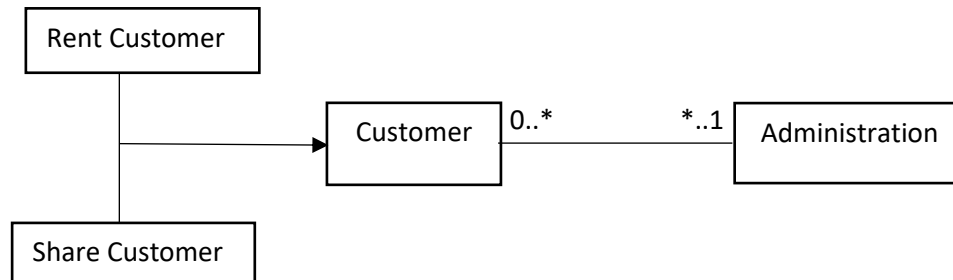 Rent Customer
Customer
0..*
*..1
Administration
Share Customer